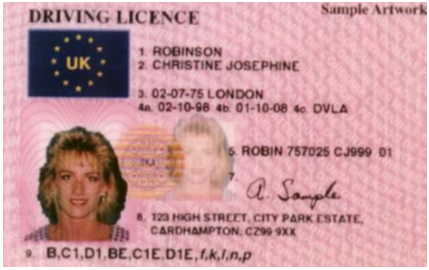 DRIVING LICENCE
Sample Artwork
UK
1. ROBINSON
2. CHRISTINE JOSEPHINE
3. 02-07-75 LONDON
4a. 02-10-98 4b. 01-10-08 4c. DVLA
5. ROBIN 757025 CJ999 01
7.
A. Sample
8. 123 HIGH STREET, CITY PARK ESTATE,
CARDHAMPTON, CZ99 9XX
9. B,C1,D1,BE,C1E,D1E,f,k,l,n,p